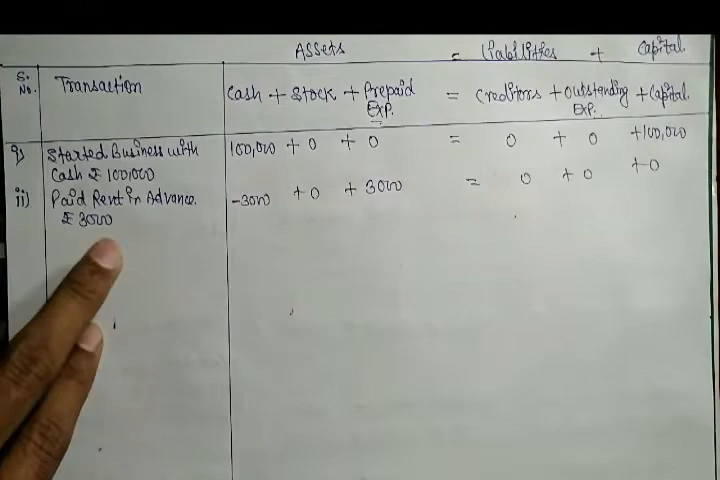 Assets = Liabilities + Capital.
S. No. Transaction Cash + Stock + Prepaid Exp. = Creditors + Outstanding Exp. + Capital.
i) Started Business with 100,000 + 0 + 0 = 0 + 0 + 100,000
Cash ₹ 100,000
ii) Paid Rent in Advance. -3000 + 0 + 3000 = 0 + 0 + 0
₹ 3000